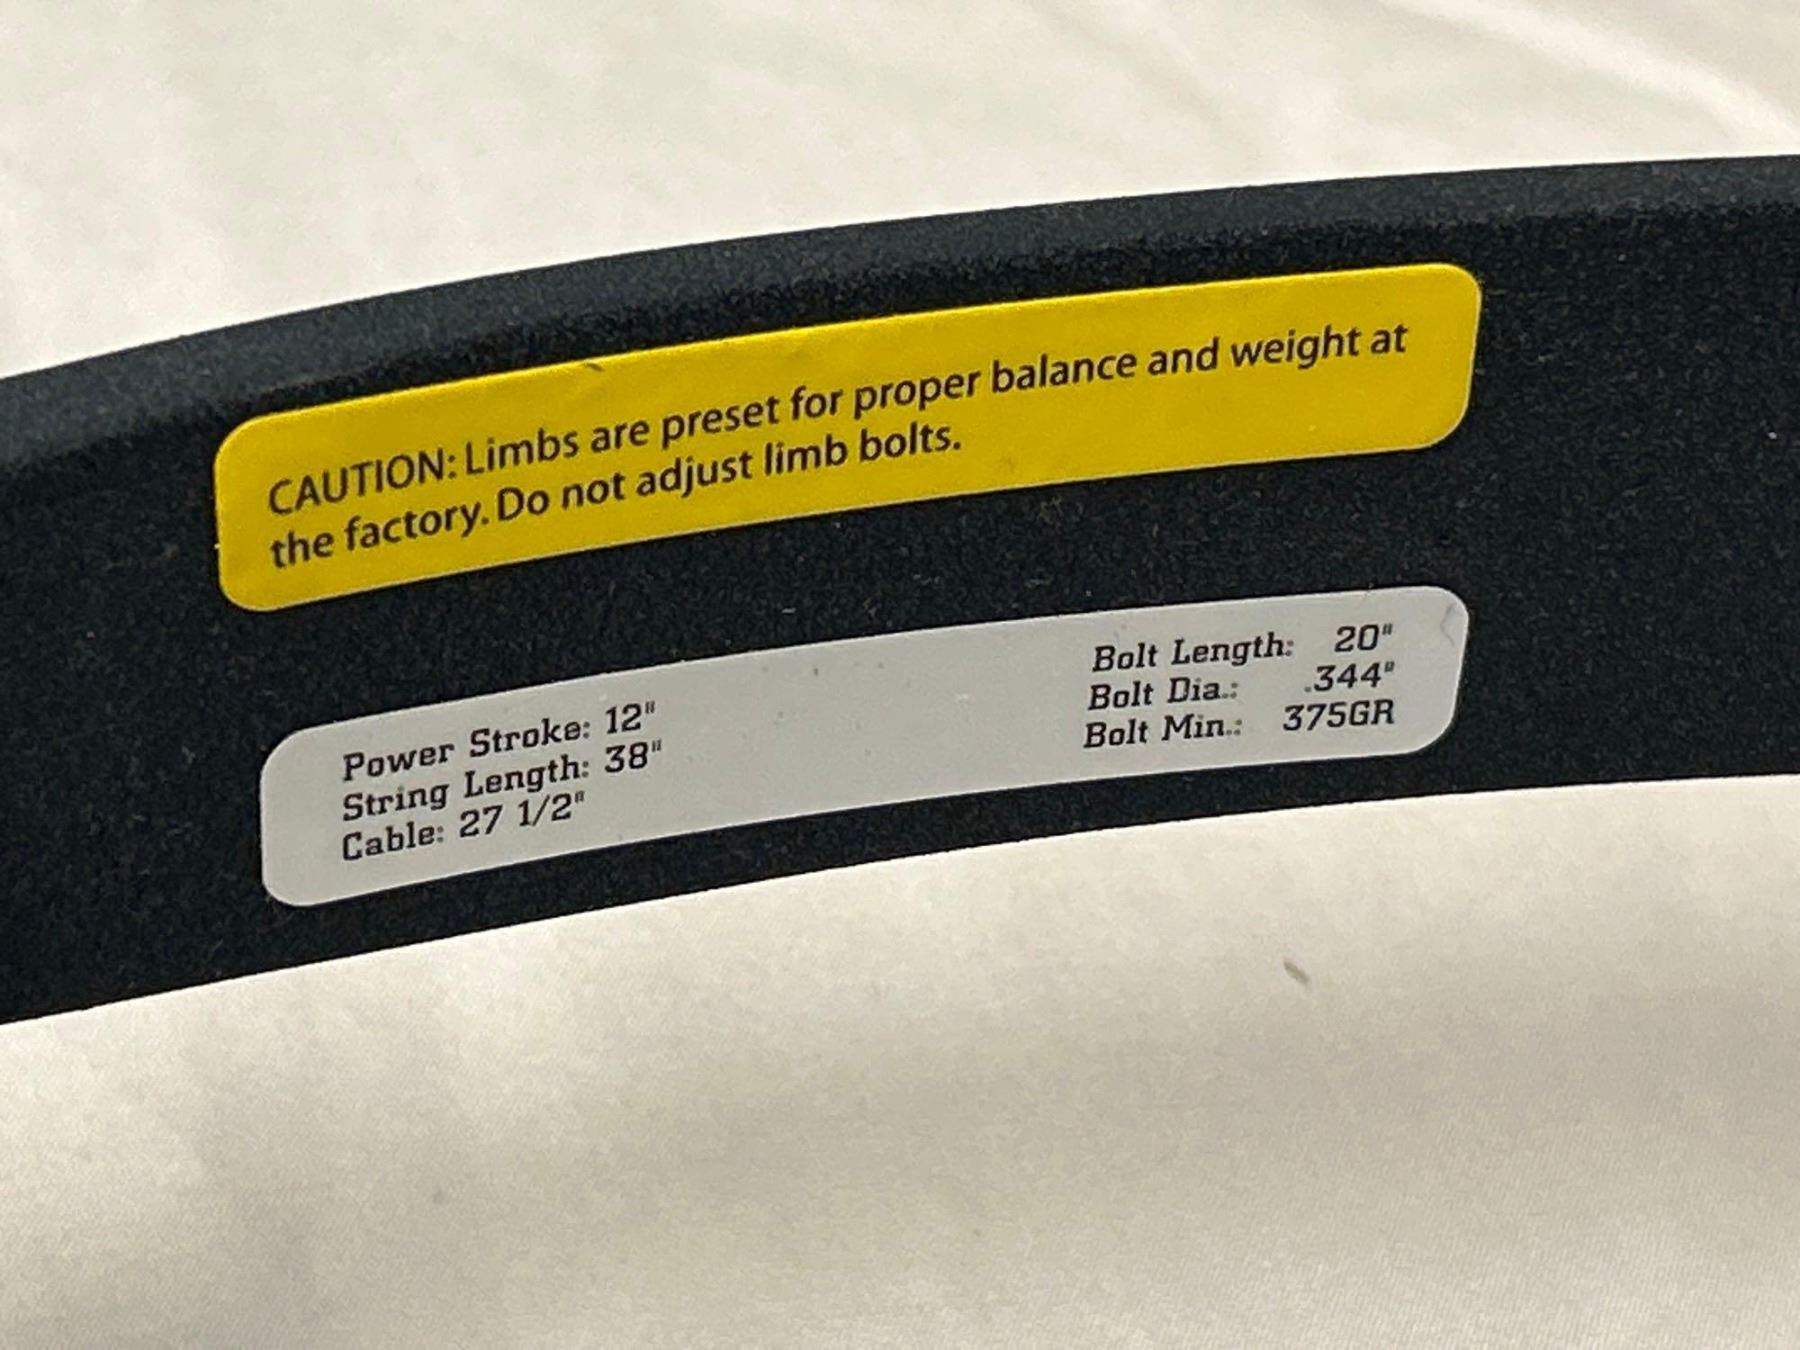 CAUTION: Limbs are preset for proper balance and weight at
the factory. Do not adjust limb bolts.
Power Stroke: 12"
String Length: 38"
Cable: 27 1/2"
Bolt Length: 20"
Bolt Dia.: .344"
Bolt Min.: 375GR